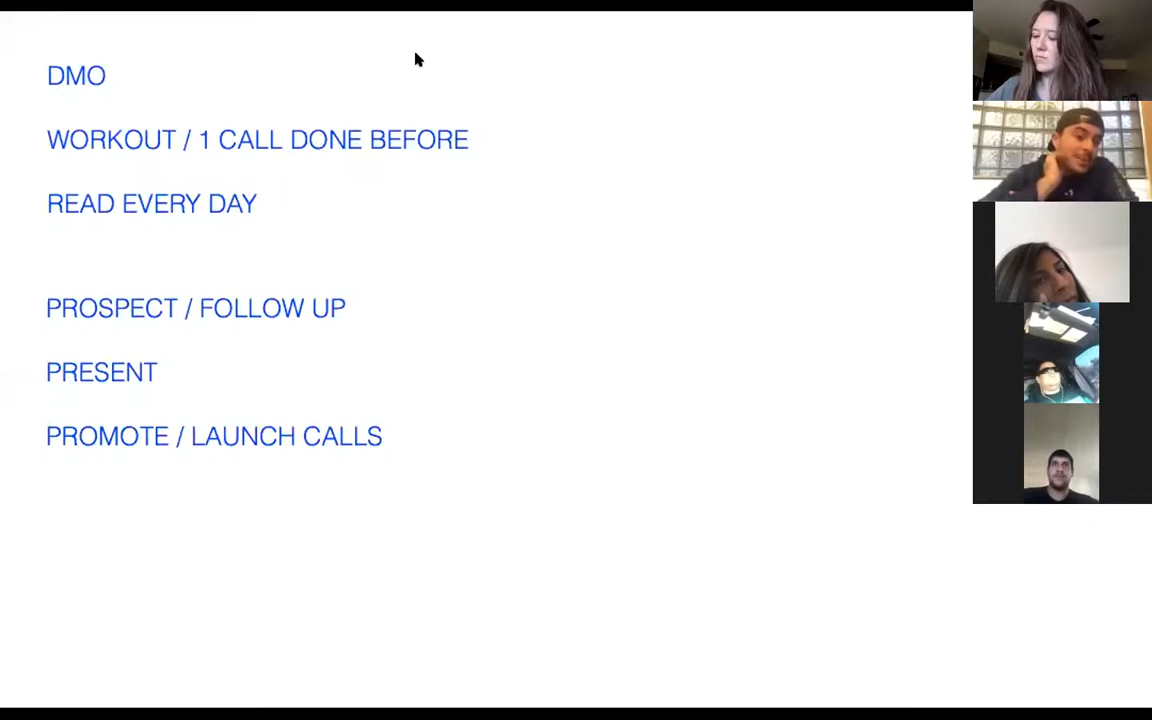 DMO
WORKOUT / 1 CALL DONE BEFORE
READ EVERY DAY
PROSPECT / FOLLOW UP
PRESENT
PROMOTE / LAUNCH CALLS